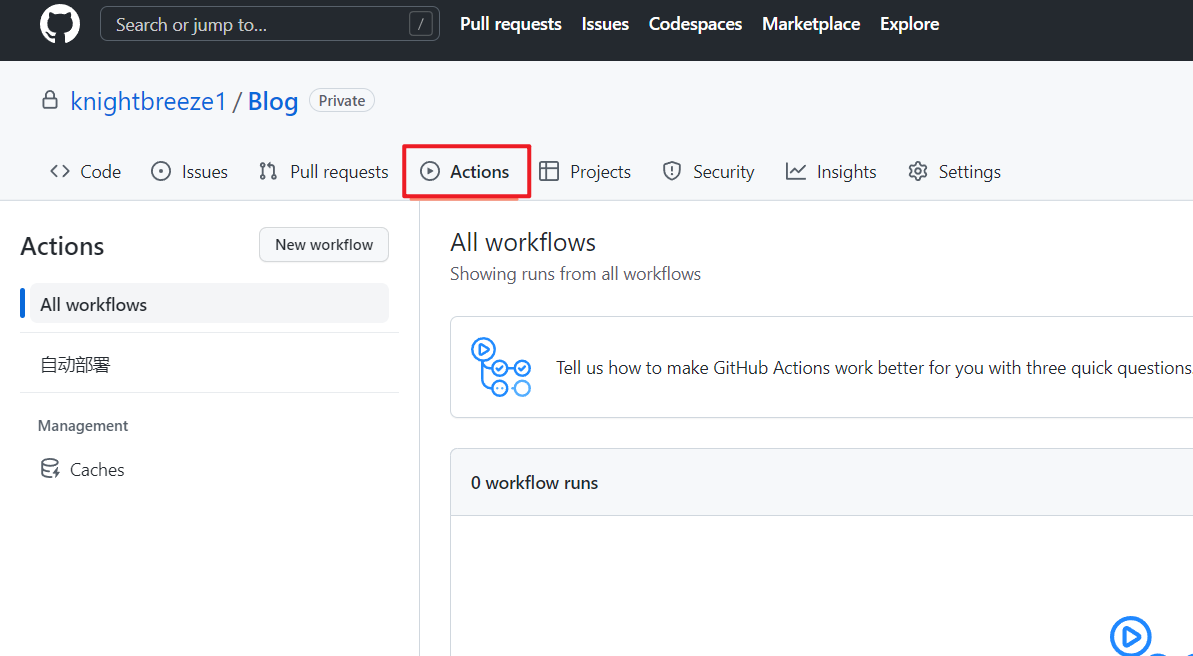 Search or jump to... / Pull requests Issues Codespaces Marketplace Explore
knightbreeze1 / Blog Private
Code Issues Pull requests Actions Projects Security Insights Settings
Actions New workflow
All workflows
自动部署
Management
Caches
All workflows
Showing runs from all workflows
Tell us how to make GitHub Actions work better for you with three quick questions.
0 workflow runs